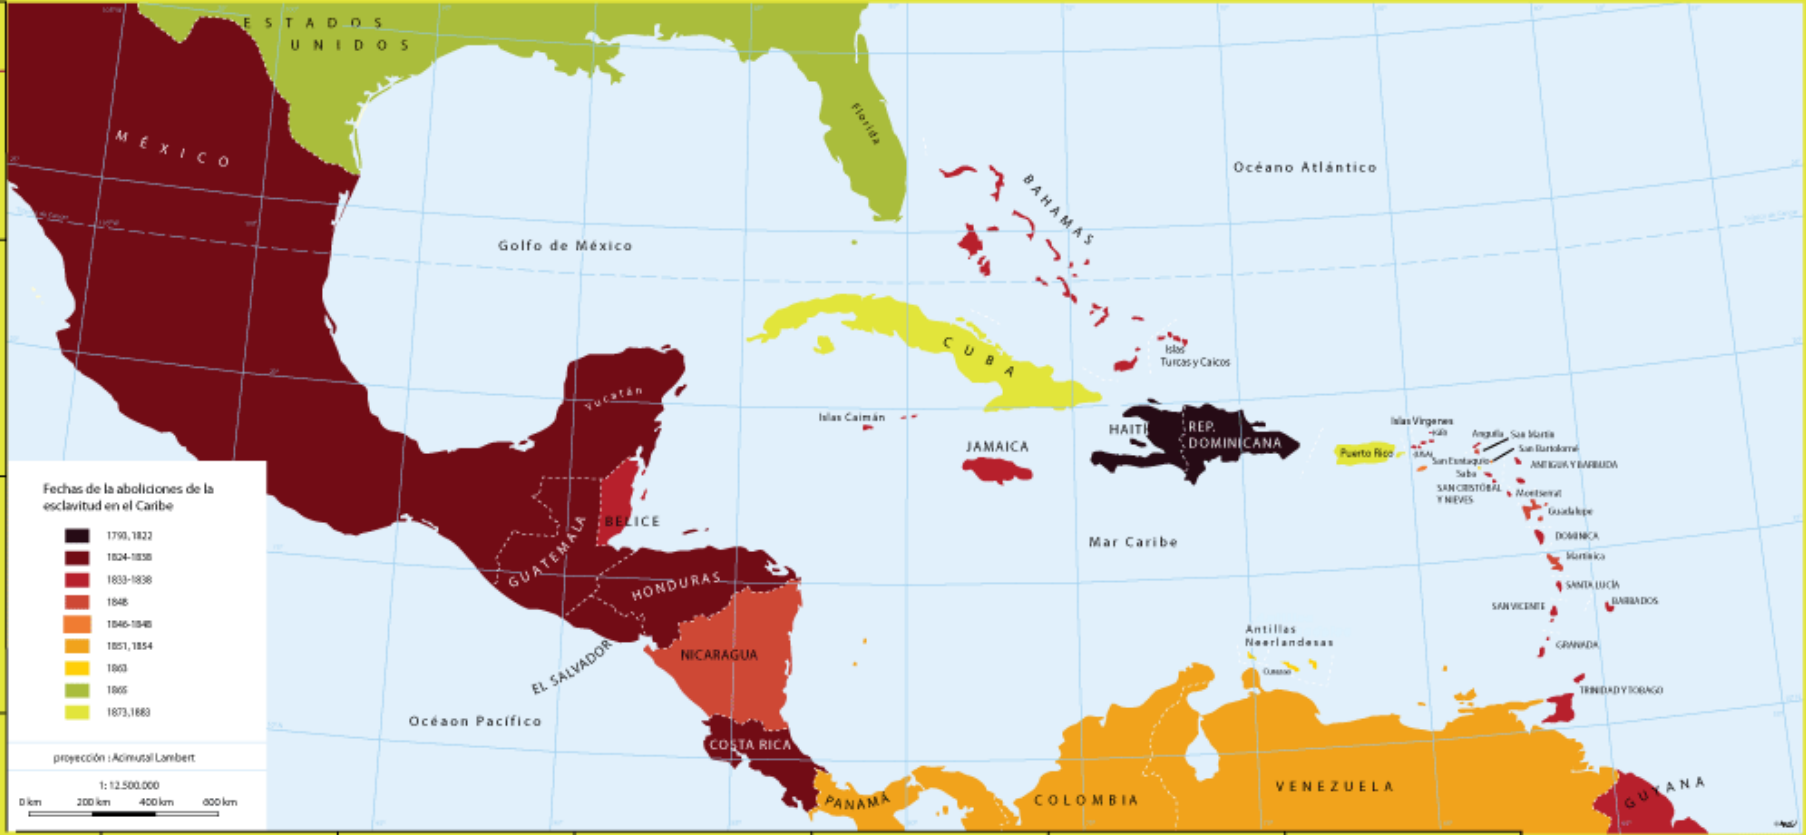 ESTADOS
UNIDOS
MÉXICO
Florida
Golfo de México
Océano Atlántico
BAHAMAS
CUBA
Islas
Turcas y Caicos
Yucatán
Islas Caimán
JAMAICA
HAITI
REP.
DOMINICANA
Puerto Rico
Islas Virgenes
(USA)
Anguila
San Martin
San Bartolomé
San Eustaquio
Saba
ANTIGUA Y BARBUDA
SAN CRISTÓBAL
Y NIEVES
Montserrat
Guadalupe
DOMINICA
Martinica
SANTA LUCÍA
SAN VICENTE
BARBADOS
GRANADA
TRINIDAD Y TOBAGO
BELICE
GUATEMALA
HONDURAS
EL SALVADOR
NICARAGUA
COSTA RICA
PANAMÁ
COLOMBIA
VENEZUELA
GUYANA
Mar Caribe
Antillas
Neerlandesas
Curasao
Océaon Pacífico
Fechas de la aboliciones de la
esclavitud en el Caribe
1793, 1822
1824-1838
1833-1838
1848
1846-1848
1851, 1854
1863
1865
1873,1883
proyección : Acimutal Lambert
1: 12.500.000
0 km 200 km 400 km 600 km